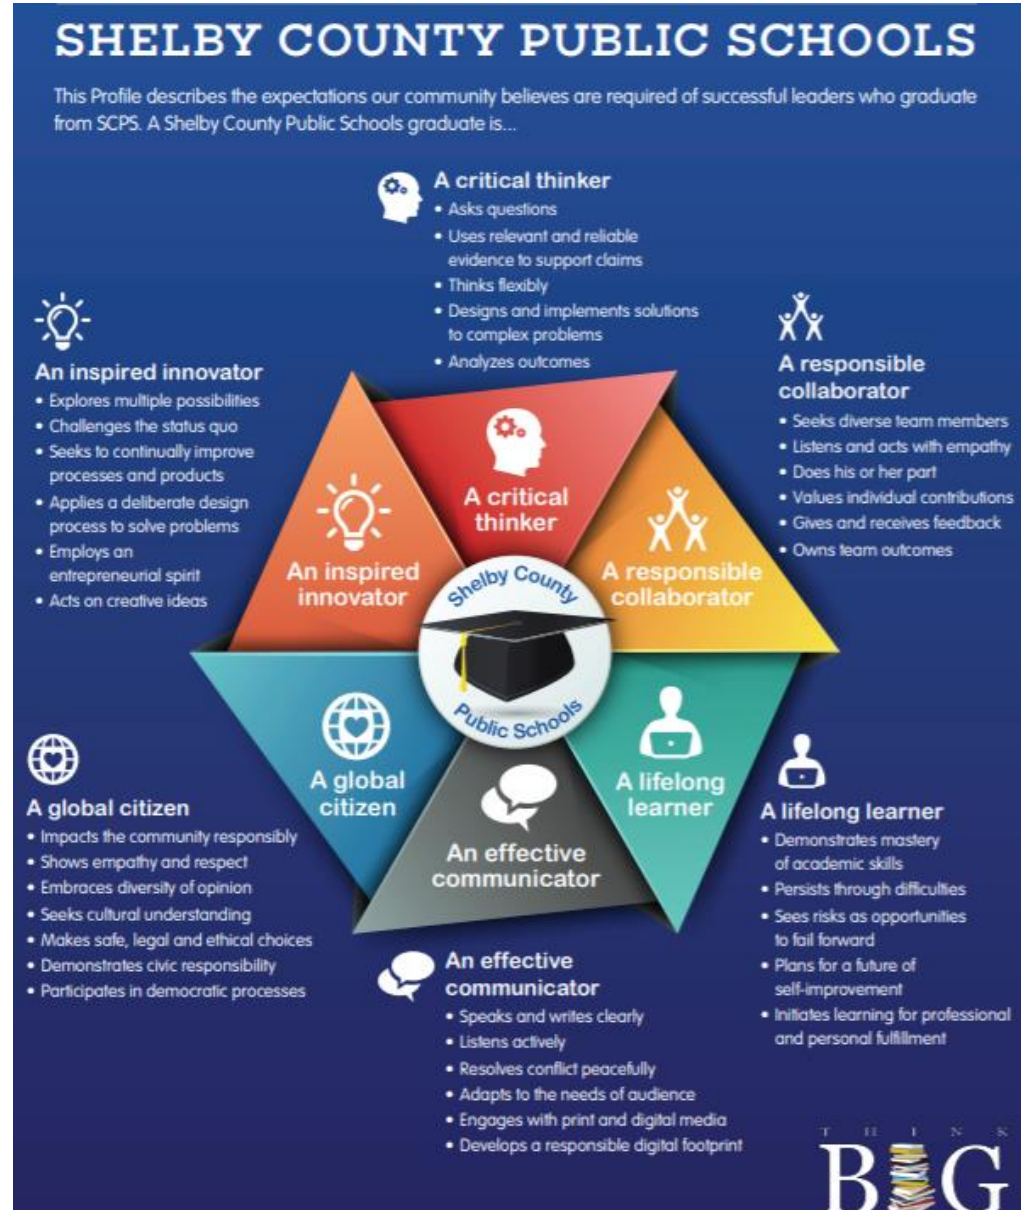 SHELBY COUNTY PUBLIC SCHOOLS
This Profile describes the expectations our community believes are required of successful leaders who graduate
from SCPS. A Shelby County Public Schools graduate is...
A critical thinker
• Asks questions
• Uses relevant and reliable
evidence to support claims
• Thinks flexibly
• Designs and implements solutions
to complex problems
• Analyzes outcomes
An inspired innovator
• Explores multiple possibilities
• Challenges the status quo
• Seeks to continually improve
processes and products
• Applies a deliberate design
process to solve problems
• Employs an
entrepreneurial spirit
• Acts on creative ideas
A responsible
collaborator
• Seeks diverse team members
• Listens and acts with empathy
• Does his or her part
• Values individual contributions
• Gives and receives feedback
• Owns team outcomes
A critical
thinker
An inspired
innovator
A responsible
collaborator
Shelby County
Public Schools
A global
citizen
A lifelong
learner
An effective
communicator
A global citizen
• Impacts the community responsibly
• Shows empathy and respect
• Embraces diversity of opinion
• Seeks cultural understanding
• Makes safe, legal and ethical choices
• Demonstrates civic responsibility
• Participates in democratic processes
A lifelong learner
• Demonstrates mastery
of academic skills
• Persists through difficulties
• Sees risks as opportunities
to fail forward
• Plans for a future of
self-improvement
• Initiates learning for professional
and personal fulfillment
An effective
communicator
• Speaks and writes clearly
• Listens actively
• Resolves conflict peacefully
• Adapts to the needs of audience
• Engages with print and digital media
• Develops a responsible digital footprint
THINK
BIG